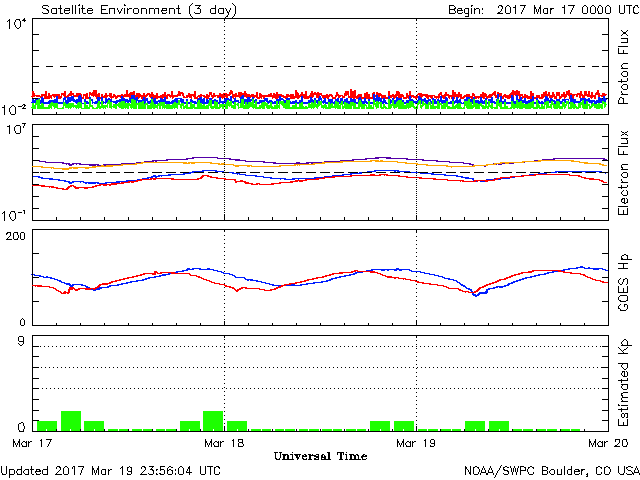 Satellite Environment (3 day) Begin: 2017 Mar 17 0000 UTC
10^4
10^-2
Proton Flux
10^7
10^-1
Electron Flux
200
0
GOES Hp
9
0
Estimated Kp
Mar 17 Mar 18 Mar 19 Mar 20
Universal Time
Updated 2017 Mar 19 23:56:04 UTC NOAA/SWPC Boulder, CO USA